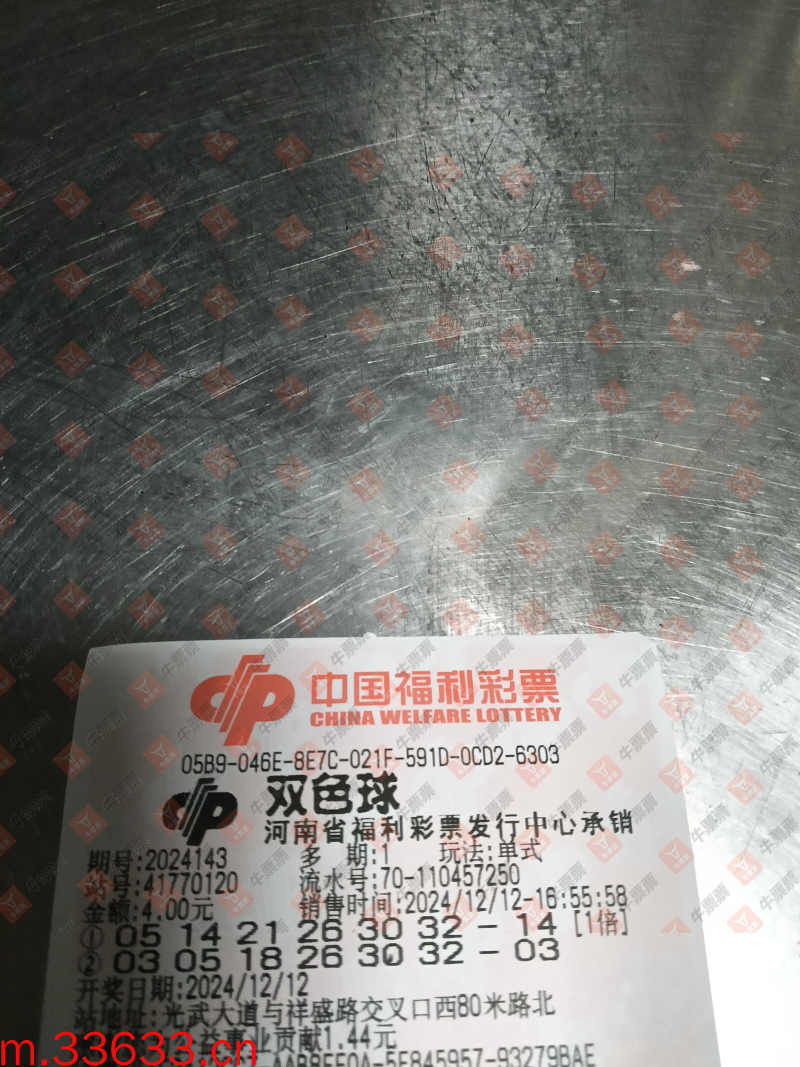 中国福利彩票
CHINA WELFARE LOTTERY
05B9-046E-8E7C-021F-591D-0CD2-6303
双色球
河南省福利彩票发行中心承销
期号:2024143 多 期:1 玩法:单式
站号:41770120 流水号:70-110457250
金额:4.00元 销售时间:2024/12/12-16:55:58
① 05 14 21 26 30 32 - 14 [1倍]
② 03 05 18 26 30 32 - 03
开奖日期:2024/12/12
站地址:光武大道与祥盛路交叉口西80米路北
益事业贡献1.44元
m.33633.cn
5F845957-93279BAE
牛票票